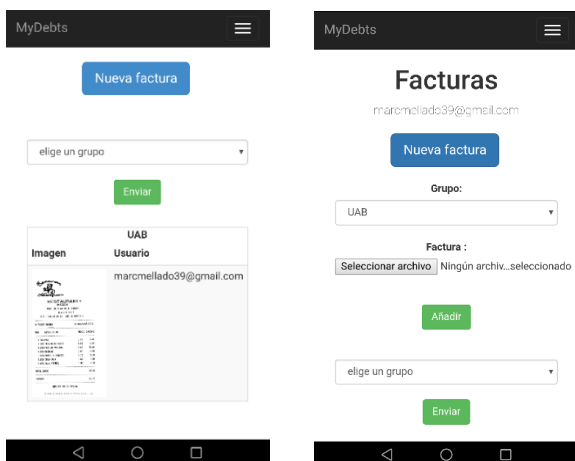 MyDebts
Nueva factura
elige un grupo
Enviar
UAB
Imagen Usuario
marcmellado39@gmail.com
MyDebts
Facturas
marcmellado39@gmail.com
Nueva factura
Grupo:
UAB
Factura :
Seleccionar archivo Ningún archiv...seleccionado
Añadir
elige un grupo
Enviar